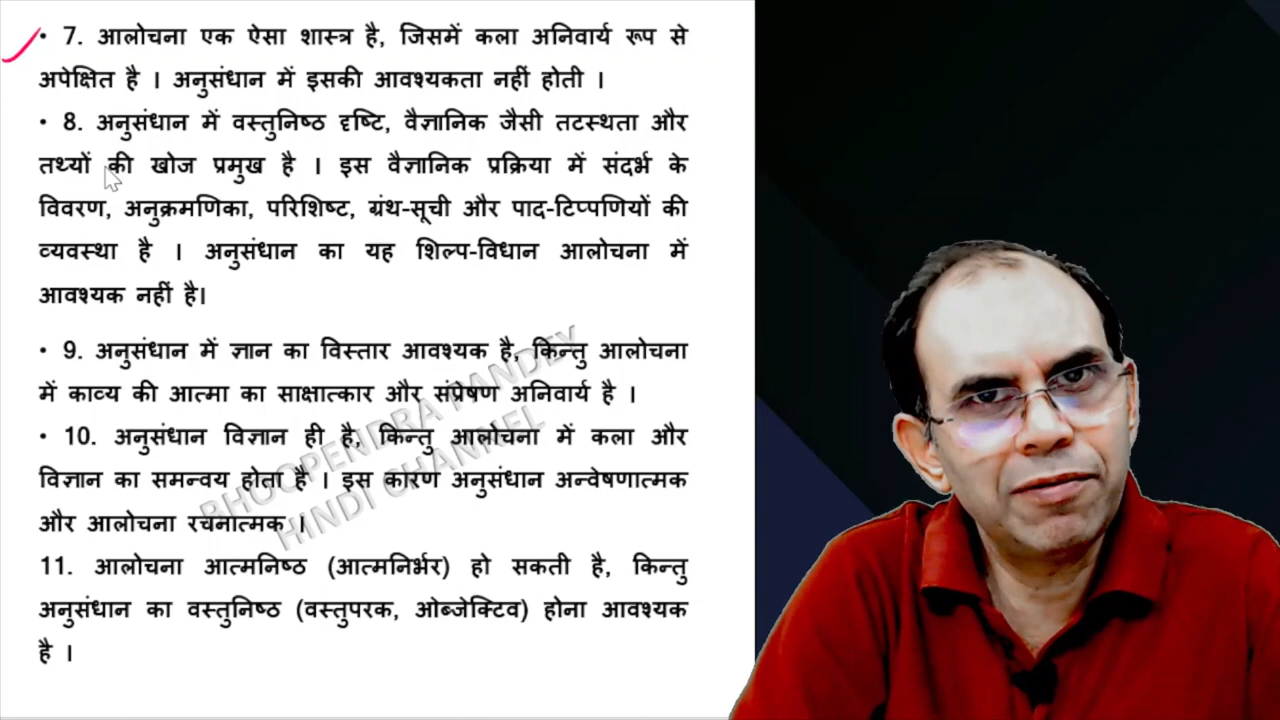 • 7. आलोचना एक ऐसा शास्त्र है, जिसमें कला अनिवार्य रूप से
अपेक्षित है । अनुसंधान में इसकी आवश्यकता नहीं होती ।
• 8. अनुसंधान में वस्तुनिष्ठ दृष्टि, वैज्ञानिक जैसी तटस्थता और
तथ्यों की खोज प्रमुख है । इस वैज्ञानिक प्रक्रिया में संदर्भ के
विवरण, अनुक्रमणिका, परिशिष्ट, ग्रंथ-सूची और पाद-टिप्पणियों की
व्यवस्था है । अनुसंधान का यह शिल्प-विधान आलोचना में
आवश्यक नहीं है।
• 9. अनुसंधान में ज्ञान का विस्तार आवश्यक है, किन्तु आलोचना
में काव्य की आत्मा का साक्षात्कार और संप्रेषण अनिवार्य है ।
• 10. अनुसंधान विज्ञान ही है, किन्तु आलोचना में कला और
विज्ञान का समन्वय होता है । इस कारण अनुसंधान अन्वेषणात्मक
और आलोचना रचनात्मक ।
11. आलोचना आत्मनिष्ठ (आत्मनिर्भर) हो सकती है, किन्तु
अनुसंधान का वस्तुनिष्ठ (वस्तुपरक, ओब्जेक्टिव) होना आवश्यक
है ।
BHOOPENDRA PANDEY
HINDI CHANNEL